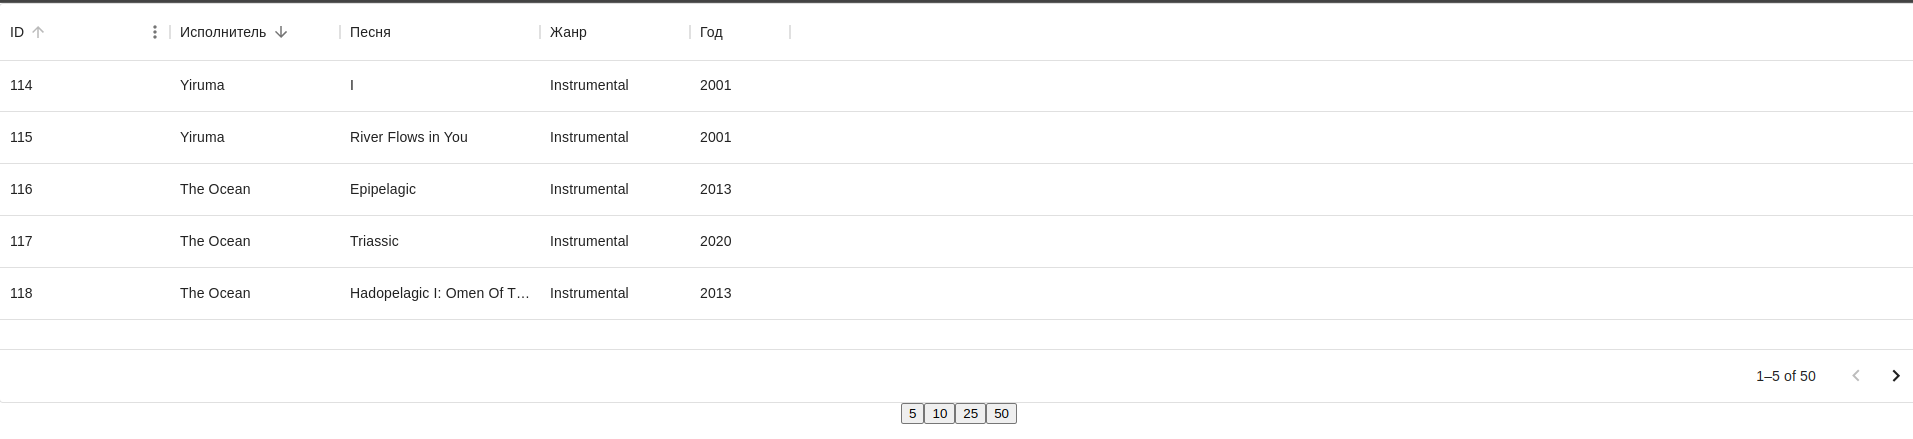 ID Исполнитель Песня Жанр Год
114 Yiruma I Instrumental 2001
115 Yiruma River Flows in You Instrumental 2001
116 The Ocean Epipelagic Instrumental 2013
117 The Ocean Triassic Instrumental 2020
118 The Ocean Hadopelagic I: Omen Of T… Instrumental 2013
1–5 of 50
5 10 25 50